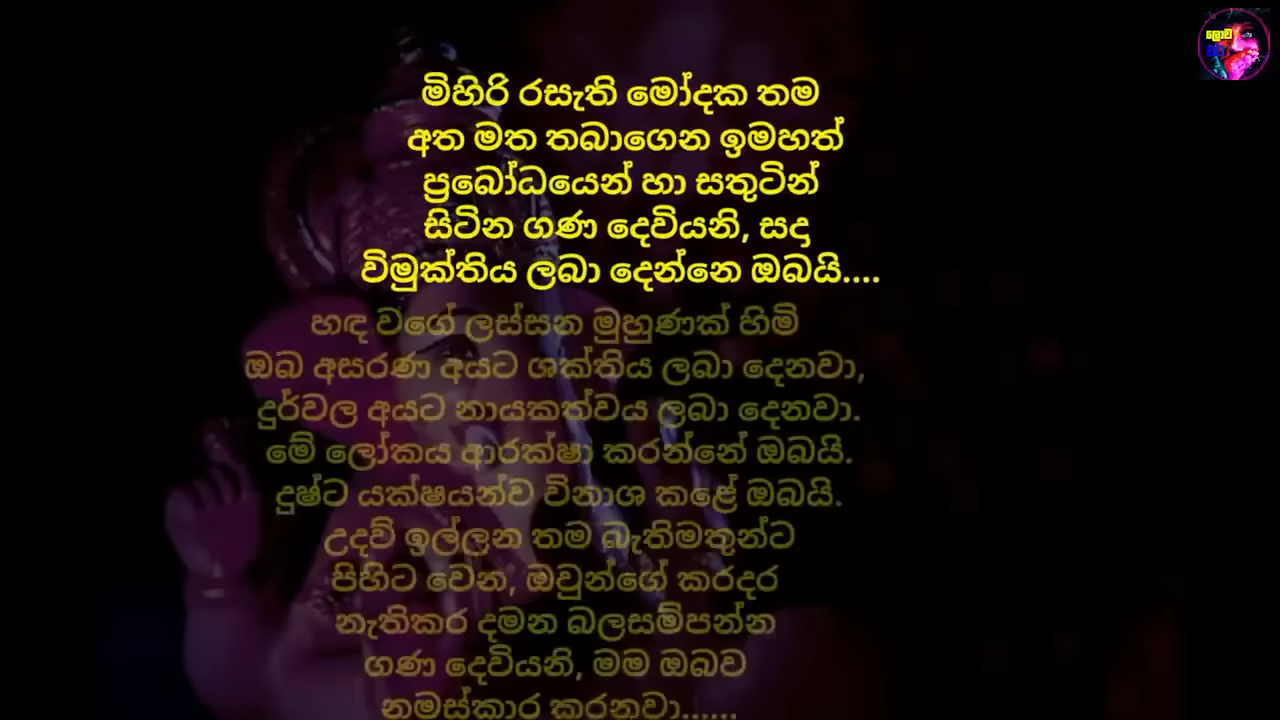 ලොව
මිහිරි රසැති මෝදක තම
අත මත තබාගෙන ඉමහත්
ප්‍රබෝධයෙන් හා සතුටින්
සිටින ගණ දෙවියනි, සදා
විමුක්තිය ලබා දෙන්නෙ ඔබයි....
හඳ වගේ ලස්සන මුහුණක් හිමි
ඔබ අසරණ අයට ශක්තිය ලබා දෙනවා,
දුර්වල අයට නායකත්වය ලබා දෙනවා.
මේ ලෝකය ආරක්ෂා කරන්නේ ඔබයි.
දුෂ්ට යක්ෂයන්ව විනාශ කළේ ඔබයි.
උදව් ඉල්ලන තම බැතිමතුන්ට
පිහිට වෙන, ඔවුන්ගේ කරදර
නැතිකර දමන බලසම්පන්න
ගණ දෙවියනි, මම ඔබව
නමස්කාර කරනවා......